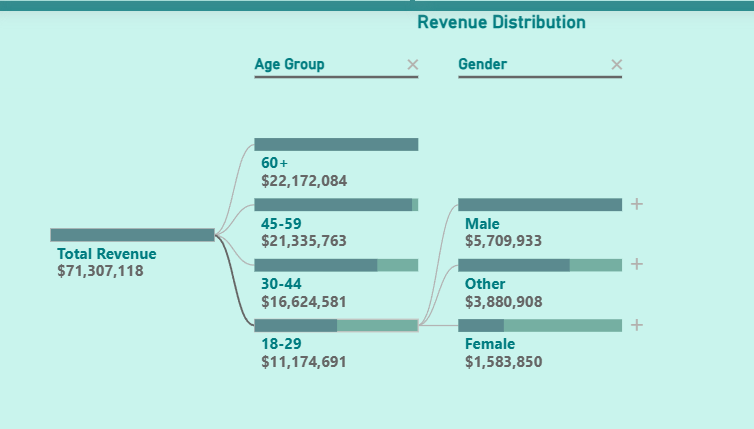 Revenue Distribution
Age Group
Gender
60+
$22,172,084
45-59
$21,335,763
Male
$5,709,933
Total Revenue
$71,307,118
30-44
$16,624,581
Other
$3,880,908
18-29
$11,174,691
Female
$1,583,850